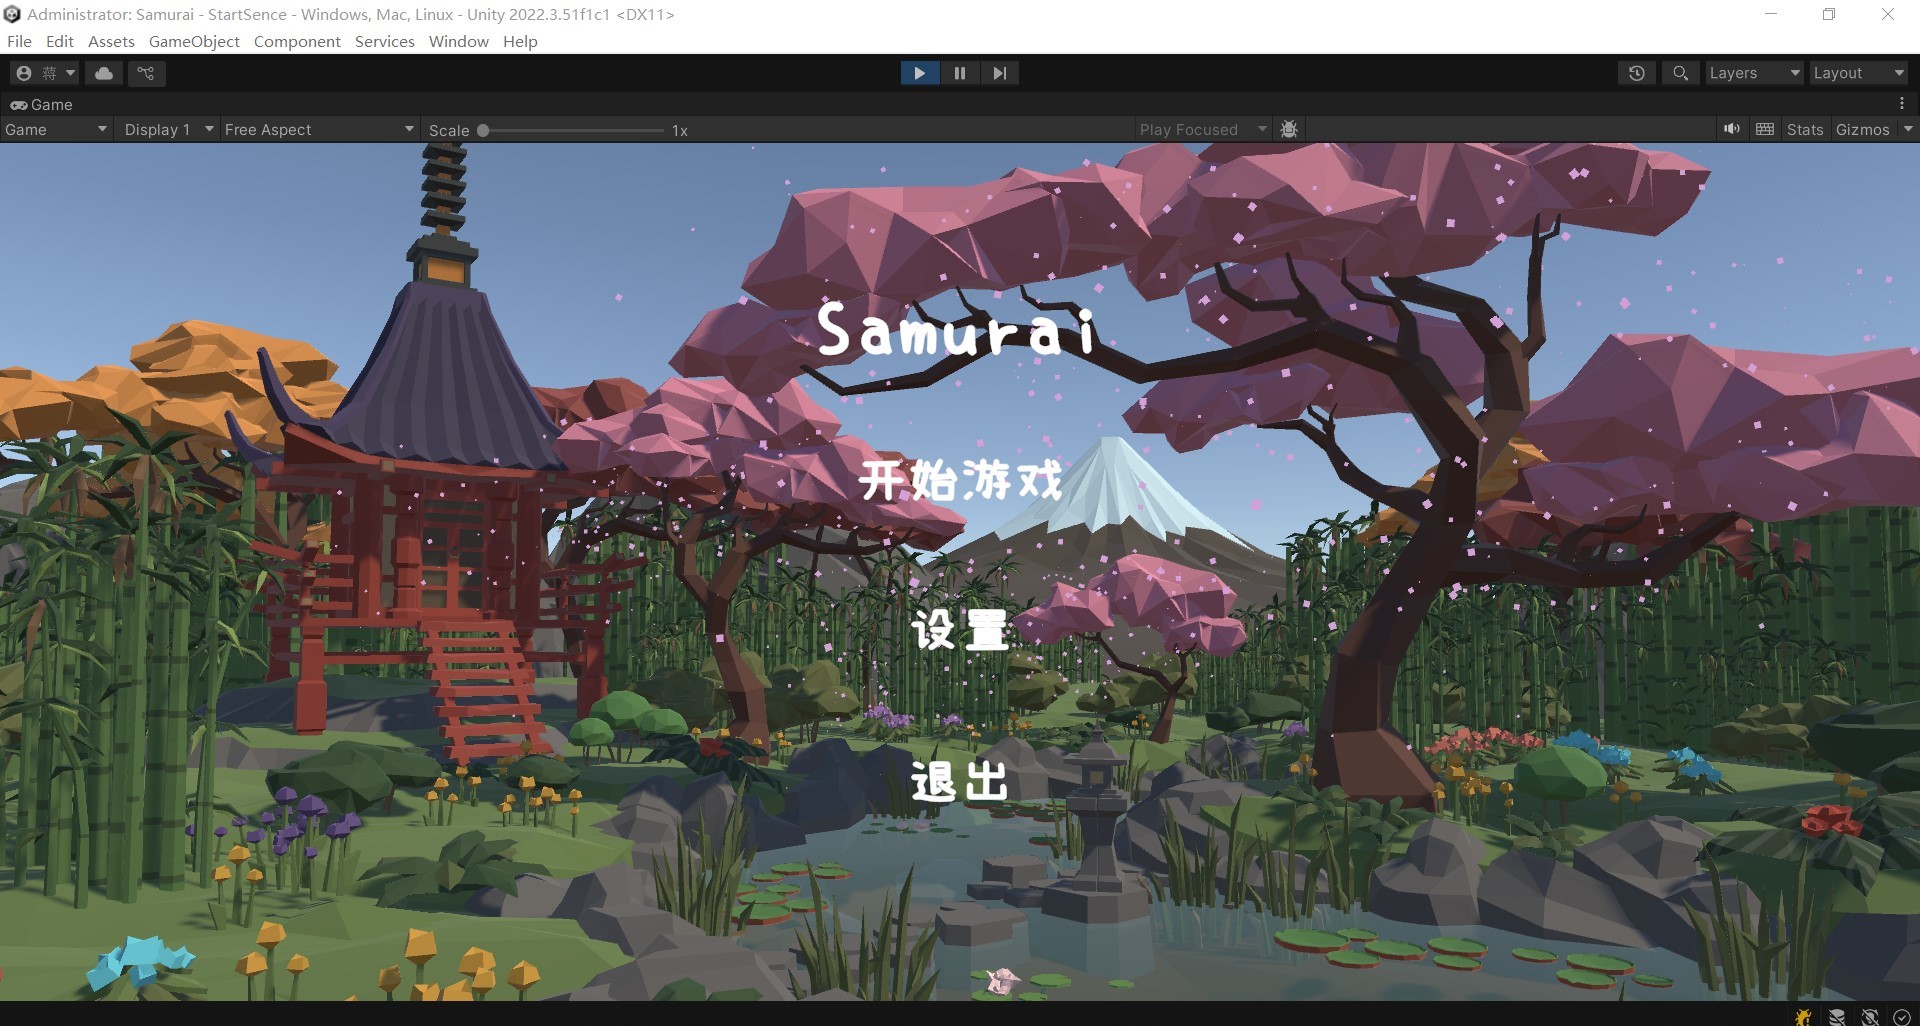 Administrator: Samurai - StartSence - Windows, Mac, Linux - Unity 2022.3.51f1c1 <DX11>
File Edit Assets GameObject Component Services Window Help
蒋 Layers Layout
Game
Game Display 1 Free Aspect Scale 1x Play Focused Stats Gizmos
Samurai
开始游戏
设置
退出